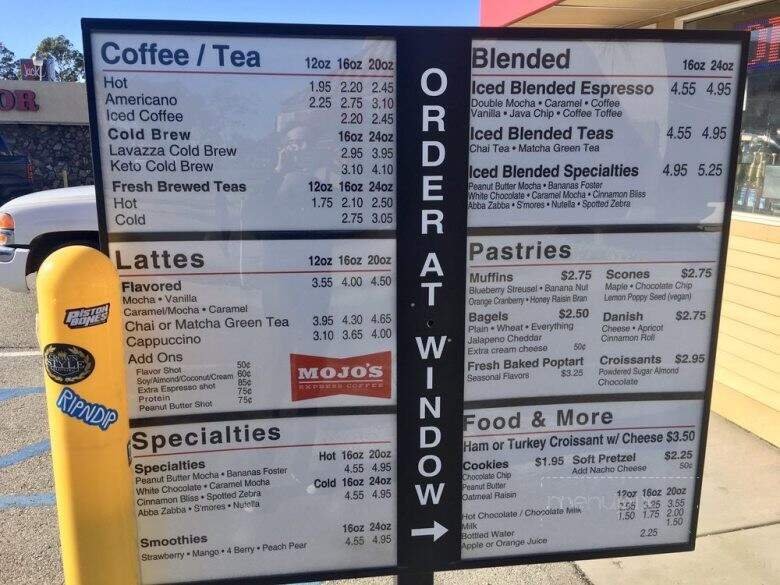 Coffee / Tea 12oz 16oz 20oz
Hot 1.95 2.20 2.45
Americano 2.25 2.75 3.10
Iced Coffee 2.20 2.45
Cold Brew 16oz 24oz
Lavazza Cold Brew 2.95 3.95
Keto Cold Brew 3.10 4.10
Fresh Brewed Teas 12oz 16oz 24oz
Hot 1.75 2.10 2.50
Cold 2.75 3.05
Lattes 12oz 16oz 20oz
Flavored 3.55 4.00 4.50
Mocha • Vanilla
Caramel/Mocha • Caramel
Chai or Matcha Green Tea 3.95 4.30 4.65
Cappuccino 3.10 3.65 4.00
Add Ons
Flavor Shot 50¢
Soy/Almond/Coconut/Cream 60¢
Extra Espresso shot 85¢
Protein 75¢
Peanut Butter Shot 75¢
MOJO'S
EXPRESS COFFEE
Specialties
Specialties Hot 16oz 20oz
Peanut Butter Mocha • Bananas Foster 4.55 4.95
White Chocolate • Caramel Mocha Cold 16oz 24oz
Cinnamon Bliss • Spotted Zebra 4.55 4.95
Abba Zabba • S'mores • Nutella
16oz 24oz
Smoothies 4.55 4.95
Strawberry • Mango • 4 Berry • Peach Pear
ORDER AT WINDOW →
Blended 16oz 24oz
Iced Blended Espresso 4.55 4.95
Double Mocha • Caramel • Coffee
Vanilla • Java Chip • Coffee Toffee
Iced Blended Teas 4.55 4.95
Chai Tea • Matcha Green Tea
Iced Blended Specialties 4.95 5.25
Peanut Butter Mocha • Bananas Foster
White Chocolate • Caramel Mocha • Cinnamon Bliss
Abba Zabba • S'mores • Nutella • Spotted Zebra
Pastries
Muffins $2.75
Blueberry Streusel • Banana Nut
Orange Cranberry • Honey Raisin Bran
Bagels $2.50
Plain • Wheat • Everything
Jalapeno Cheddar
Extra cream cheese 50¢
Fresh Baked Poptart
Seasonal Flavors $3.25
Scones $2.75
Maple • Chocolate Chip
Lemon Poppy Seed (vegan)
Danish $2.75
Cheese • Apricot
Cinnamon Roll
Croissants $2.95
Powdered Sugar Almond
Chocolate
Food & More
Ham or Turkey Croissant w/ Cheese $3.50
Cookies $1.95
Chocolate Chip
Peanut Butter
Oatmeal Raisin
Soft Pretzel $2.25
Add Nacho Cheese 50¢
12oz 16oz 20oz
Hot Chocolate / Chocolate Milk 3.55
Milk 1.50 1.75 2.00
Bottled Water 1.50
Apple or Orange Juice 2.25
PISTON
BONES
STYLE
RIPNDIP
OR